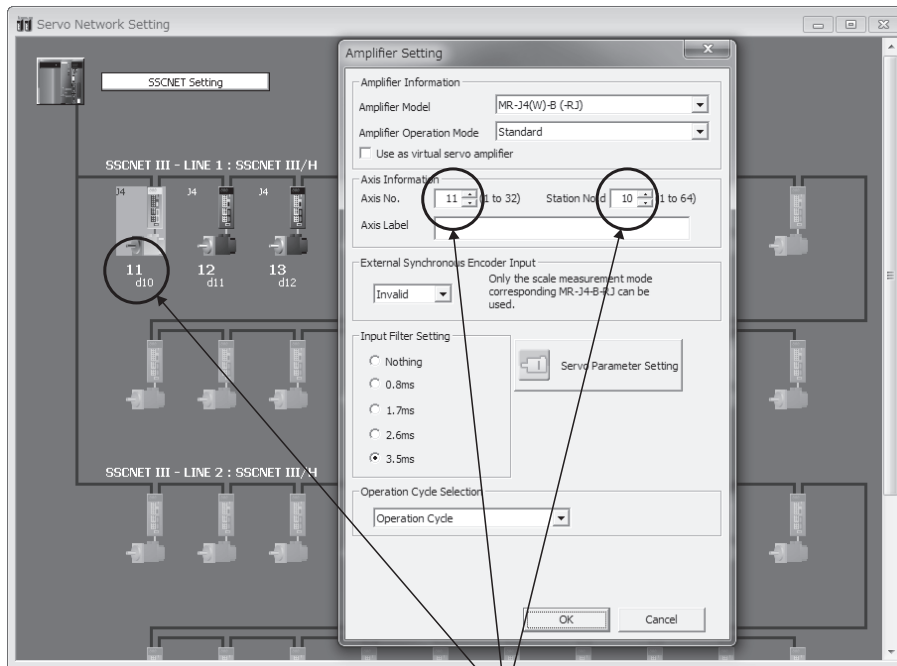 Servo Network Setting
SSCNET Setting
SSCNET III - LINE 1 : SSCNET III/H
J4 J4 J4
11 12 13
d10 d11 d12
SSCNET III - LINE 2 : SSCNET III/H
Amplifier Setting
Amplifier Information
Amplifier Model MR-J4(W)-B (-RJ)
Amplifier Operation Mode Standard
Use as virtual servo amplifier
Axis Information
Axis No. 11 (1 to 32) Station No. d 10 (1 to 64)
Axis Label
External Synchronous Encoder Input
Invalid
Only the scale measurement mode
corresponding MR-J4-B-RJ can be
used.
Input Filter Setting
Nothing
0.8ms
1.7ms
2.6ms
3.5ms
Servo Parameter Setting
Operation Cycle Selection
Operation Cycle
OK Cancel